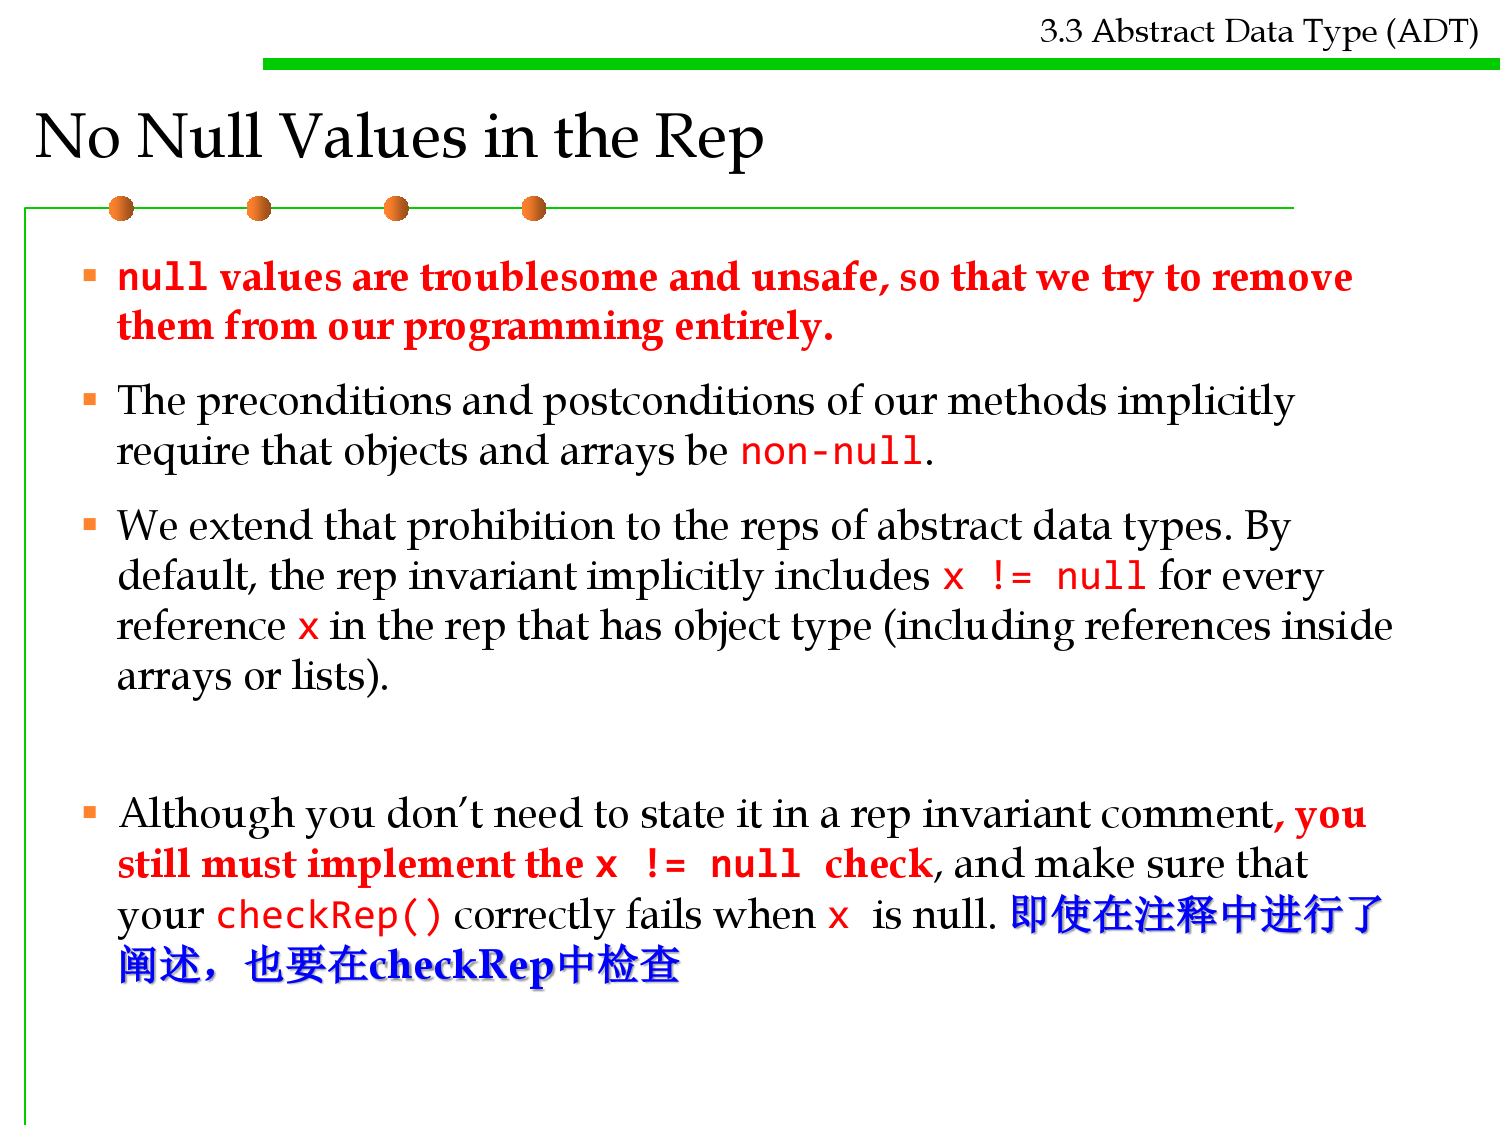 3.3 Abstract Data Type (ADT)
No Null Values in the Rep
null values are troublesome and unsafe, so that we try to remove
them from our programming entirely.
The preconditions and postconditions of our methods implicitly
require that objects and arrays be non-null.
We extend that prohibition to the reps of abstract data types. By
default, the rep invariant implicitly includes x != null for every
reference x in the rep that has object type (including references inside
arrays or lists).
Although you don’t need to state it in a rep invariant comment, you
still must implement the x != null check, and make sure that
your checkRep() correctly fails when x is null. 即使在注释中进行了
阐述，也要在checkRep中检查